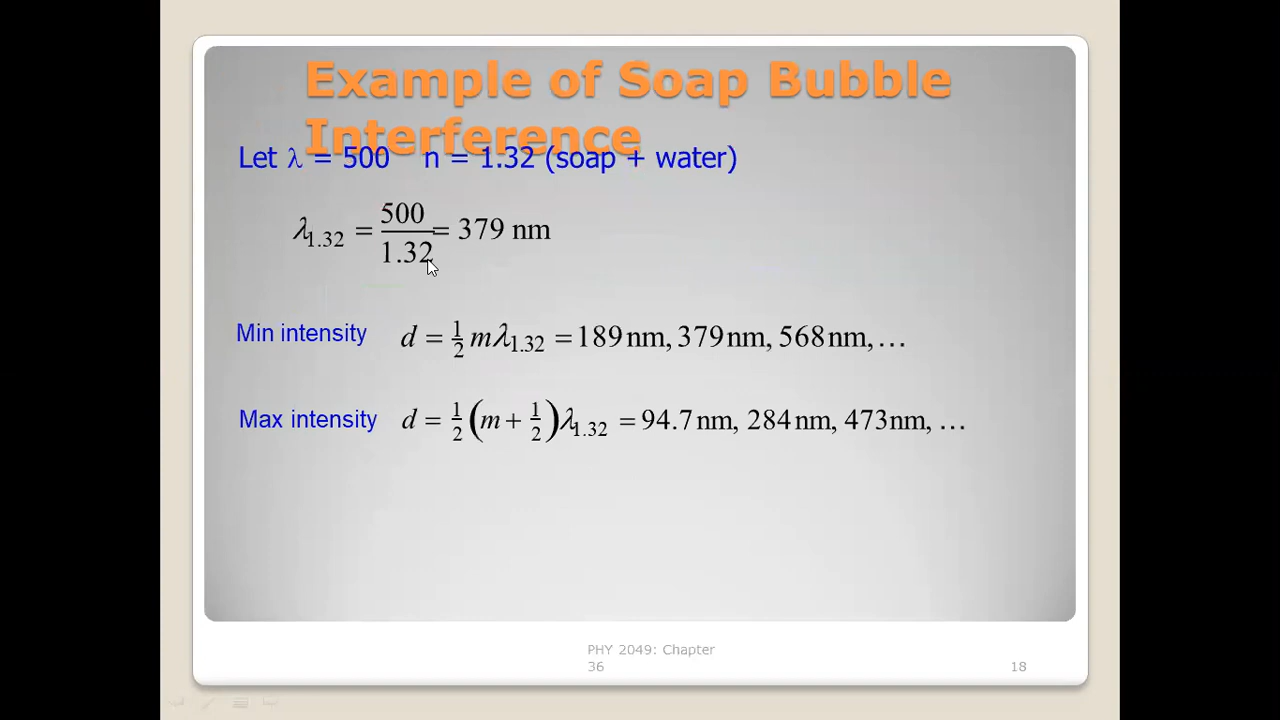 Example of Soap Bubble
Interference
Let λ = 500 n = 1.32 (soap + water)
λ₁.₃₂ = 500/1.32 = 379 nm
Min intensity d = ½ mλ₁.₃₂ = 189 nm, 379 nm, 568 nm, …
Max intensity d = ½ (m + ½) λ₁.₃₂ = 94.7 nm, 284 nm, 473 nm, …
PHY 2049: Chapter
36
18